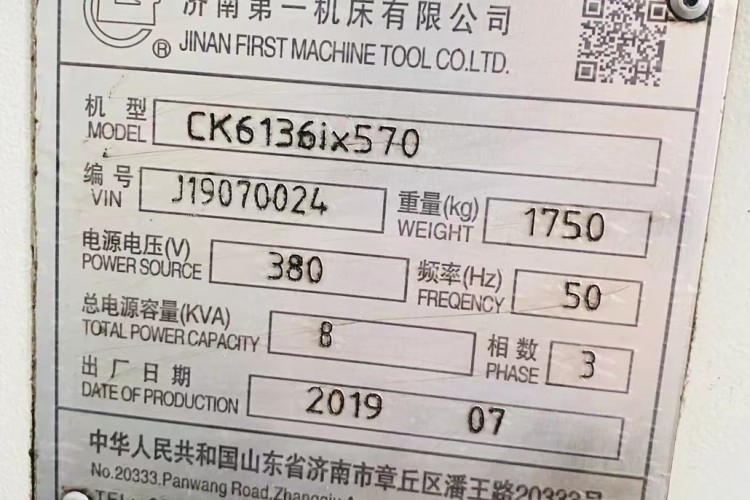 济南第一机床有限公司
® JINAN FIRST MACHINE TOOL CO.LTD.
机 型
MODEL
CK6136i×570
编 号
VIN
J19070024
重量(kg)
WEIGHT
1750
电源电压(V)
POWER SOURCE
380
频率(Hz)
FREQENCY
50
总电源容量(KVA)
TOTAL POWER CAPACITY
8
相 数
PHASE
3
出 厂 日 期
DATE OF PRODUCTION
2019 07
中华人民共和国山东省济南市章丘区潘王路20333号
No.20333.Panwang Road.Zhangqiu
TEL: